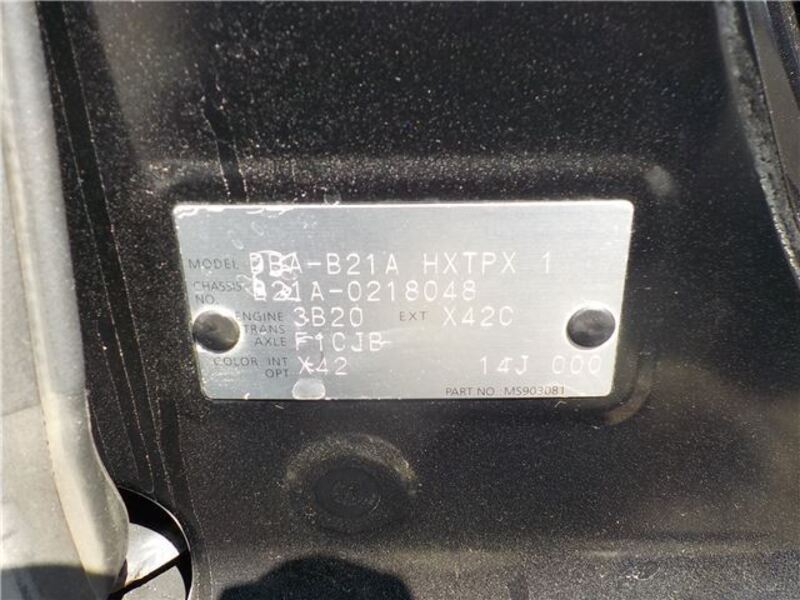 MODEL DBA-B21A HXTPX 1
CHASSIS NO. B21A-0218048
ENGINE 3B20 EXT X42C
TRANS AXLE F1CJB
COLOR INT OPT X42 14J 000
PART NO. MS903081